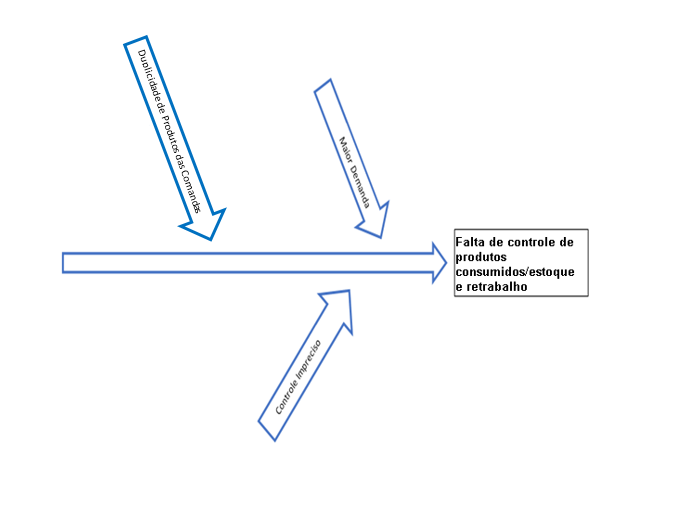 Duplicidade de Produtos das Comandas
Maior Demanda
Falta de controle de
produtos
consumidos/estoque
e retrabalho
Controle Impreciso